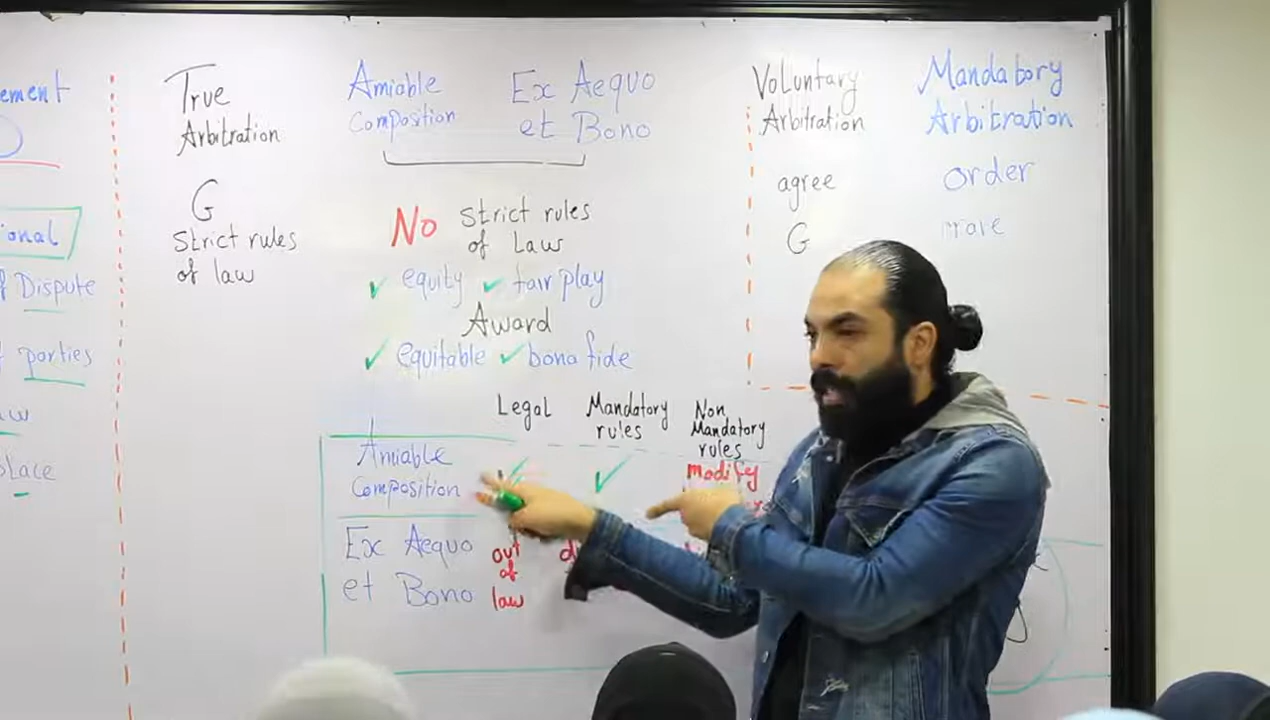 ement
ional
f Dispute
f parties
aw
place
True
Arbitration
G
Strict rules
of law
Amiable
Composition
Ex Aequo
et Bono
No strict rules
of Law
✓ equity ✓ fair play
Award
✓ equitable ✓ bona fide
Legal
Mandatory
rules
Non
Mandatory
rules
Amiable
Composition
✓
✓
modify
Ex Aequo
et Bono
out
of
law
Voluntary
Arbitration
agree
G
Mandabory
Arbitration
order